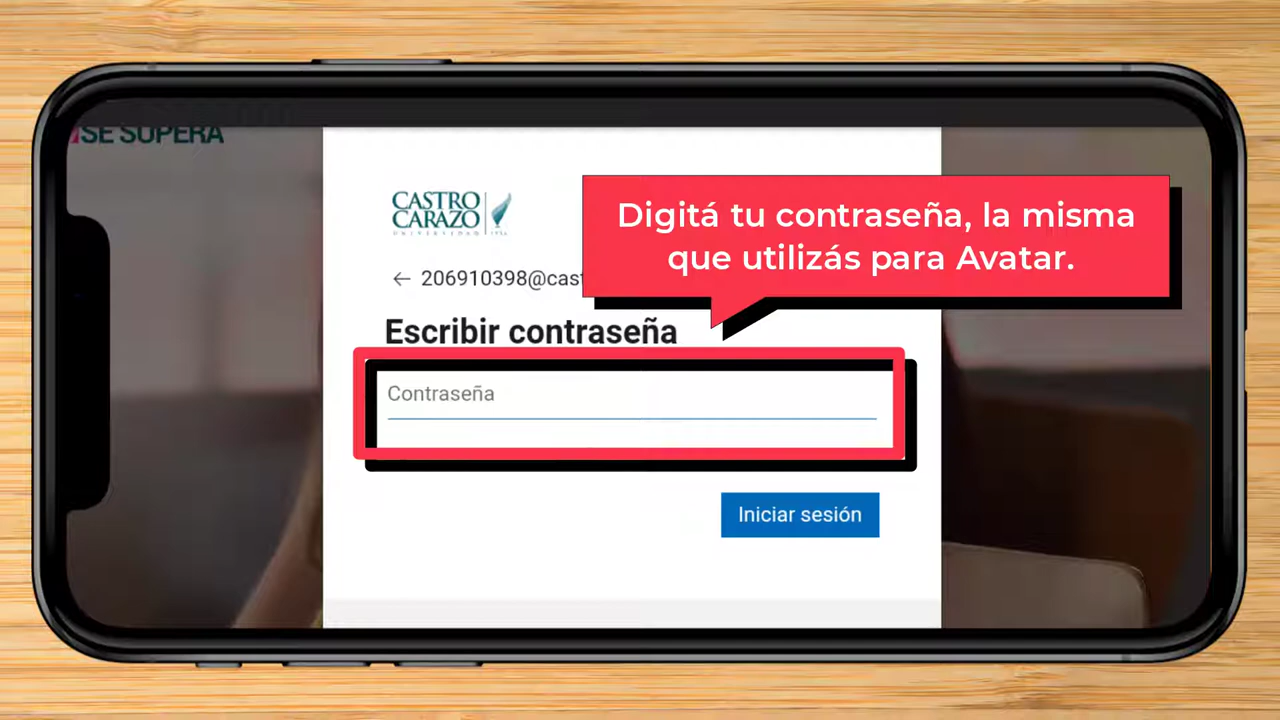 SE SUPERA
CASTRO
CARAZO
UNIVERSIDAD
Digitá tu contraseña, la misma
que utilizás para Avatar.
← 206910398@cast
Escribir contraseña
Contraseña
Iniciar sesión